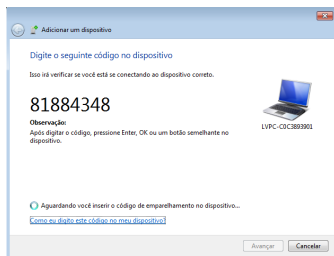 Adicionar um dispositivo
Digite o seguinte código no dispositivo
Isso irá verificar se você está se conectando ao dispositivo correto.
81884348
Observação:
Após digitar o código, pressione Enter, OK ou um botão semelhante no
dispositivo.
LVPC-C0C3893901
Aguardando você inserir o código de emparelhamento no dispositivo...
Como eu digito este código no meu dispositivo?
Avançar
Cancelar